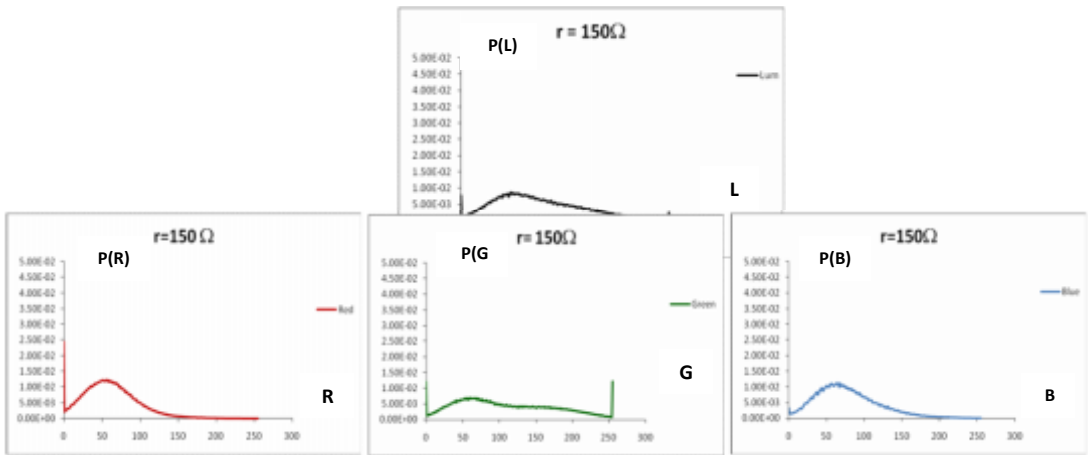 r = 150Ω
P(L)
5.00E-02
4.50E-02
4.00E-02
3.50E-02
3.00E-02
2.50E-02
2.00E-02
1.50E-02
1.00E-02
5.00E-03
Lum
L
r=150 Ω
P(R)
5.00E-02
4.50E-02
4.00E-02
3.50E-02
3.00E-02
2.50E-02
2.00E-02
1.50E-02
1.00E-02
5.00E-03
0.00E+00
Red
R
0 50 100 150 200 250 300
r= 150Ω
P(G
5.00E-02
4.50E-02
4.00E-02
3.50E-02
3.00E-02
2.50E-02
2.00E-02
1.50E-02
1.00E-02
5.00E-03
0.00E+00
Green
G
0 50 100 150 200 250 300
r=150Ω
P(B)
5.00E-02
4.50E-02
4.00E-02
3.50E-02
3.00E-02
2.50E-02
2.00E-02
1.50E-02
1.00E-02
5.00E-03
0.00E+00
Blue
B
0 50 100 150 200 250 300